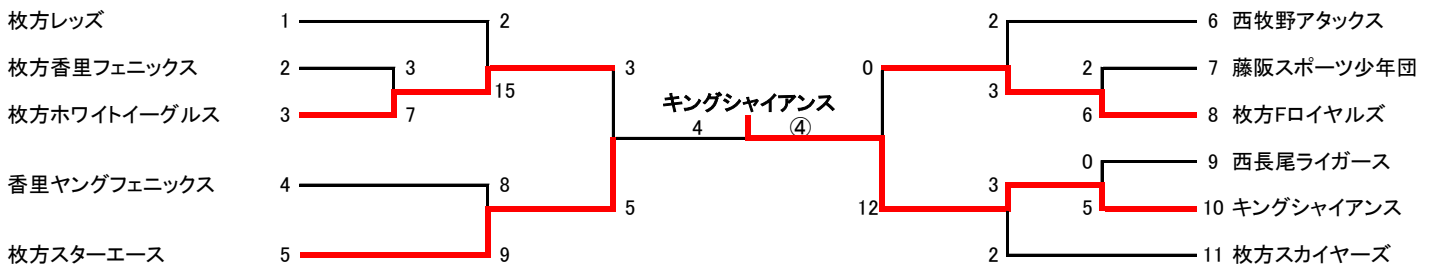 枚方レッズ 1 2 2 6 西牧野アタックス
枚方香里フェニックス 2 3 3 0 2 7 藤阪スポーツ少年団
15 3
キングシャイアンス
枚方ホワイトイーグルス 3 7 6 8 枚方Fロイヤルズ
4 ④
0 9 西長尾ライガース
香里ヤングフェニックス 4 8 3
5 12 5 10 キングシャイアンス
枚方スターエース 5 9 2 11 枚方スカイヤーズ